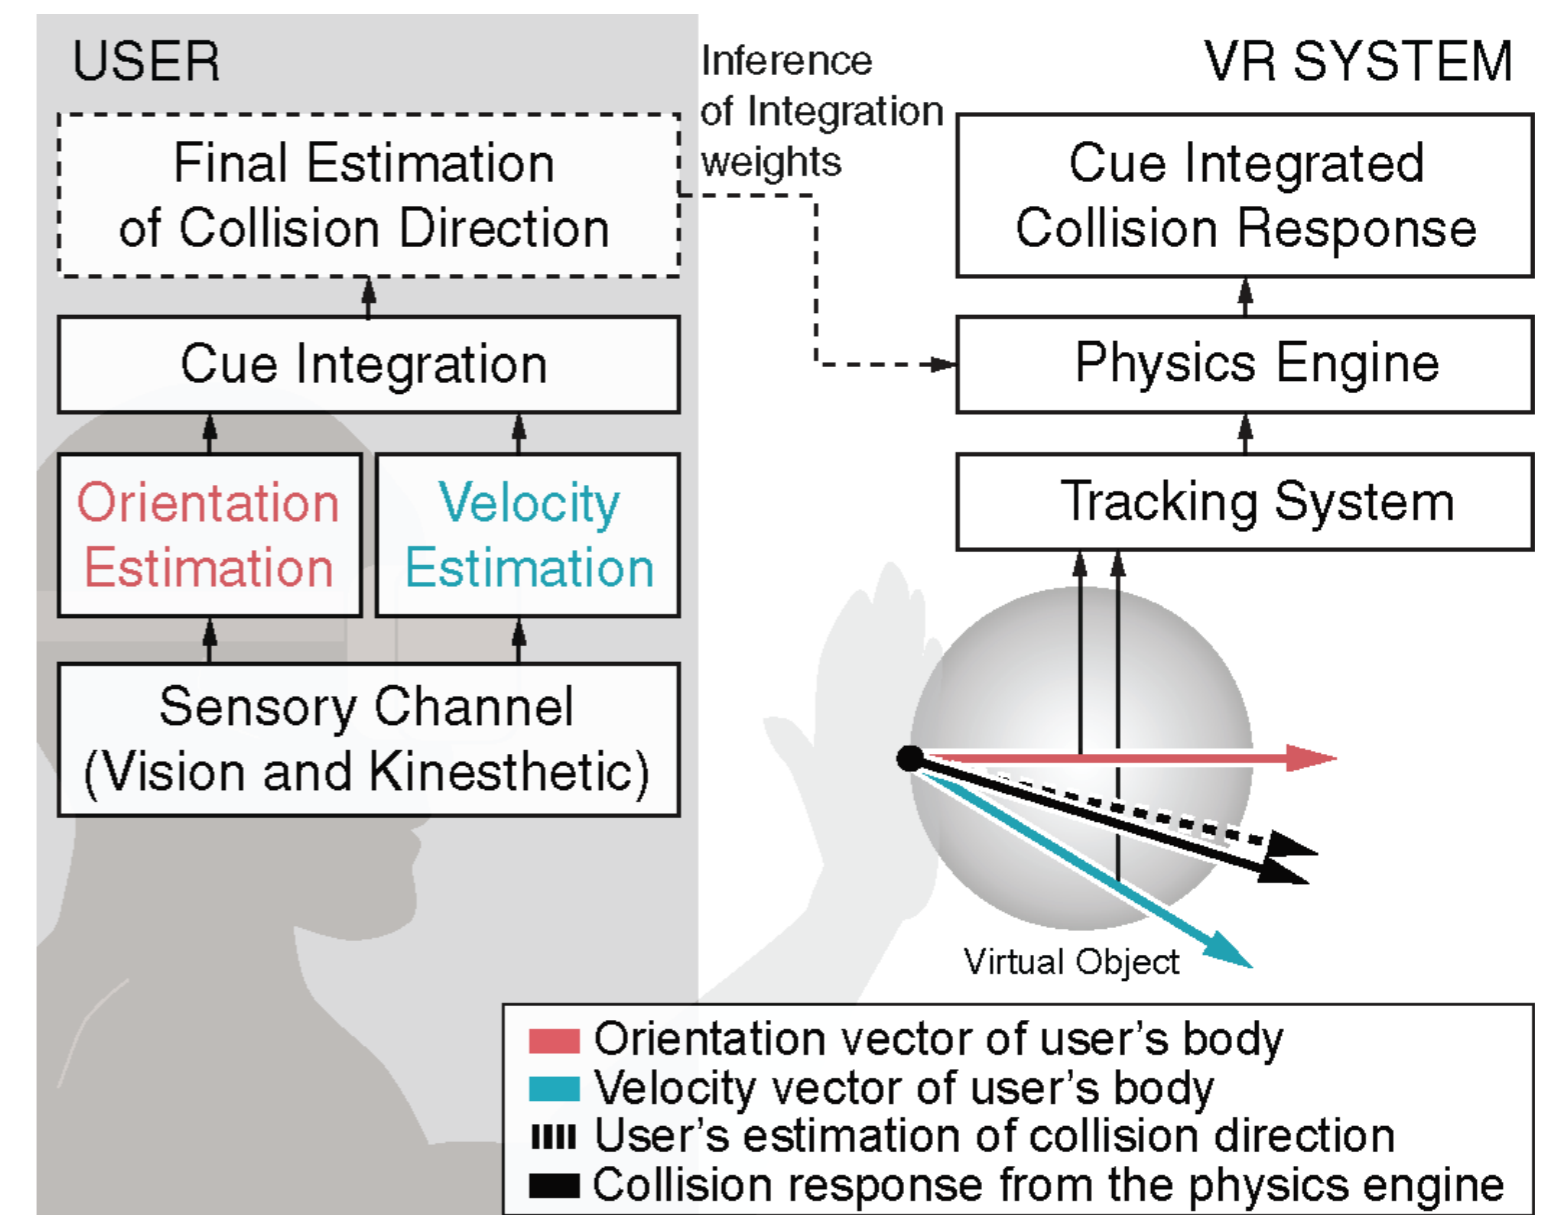 USER
Final Estimation
of Collision Direction
Cue Integration
Orientation
Estimation
Velocity
Estimation
Sensory Channel
(Vision and Kinesthetic)
Inference
of Integration
weights
VR SYSTEM
Cue Integrated
Collision Response
Physics Engine
Tracking System
Virtual Object
Orientation vector of user's body
Velocity vector of user's body
User's estimation of collision direction
Collision response from the physics engine